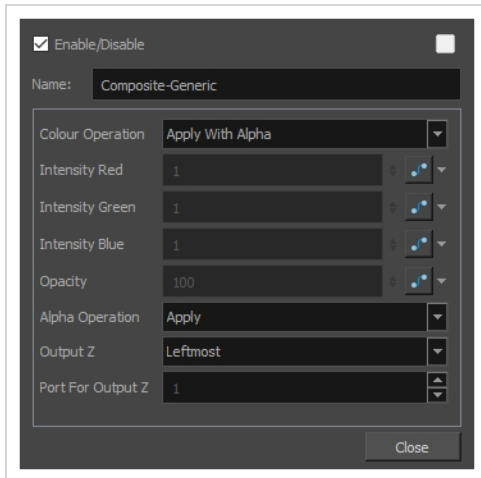 Enable/Disable
Name: Composite-Generic
Colour Operation Apply With Alpha
Intensity Red 1
Intensity Green 1
Intensity Blue 1
Opacity 100
Alpha Operation Apply
Output Z Leftmost
Port For Output Z 1
Close